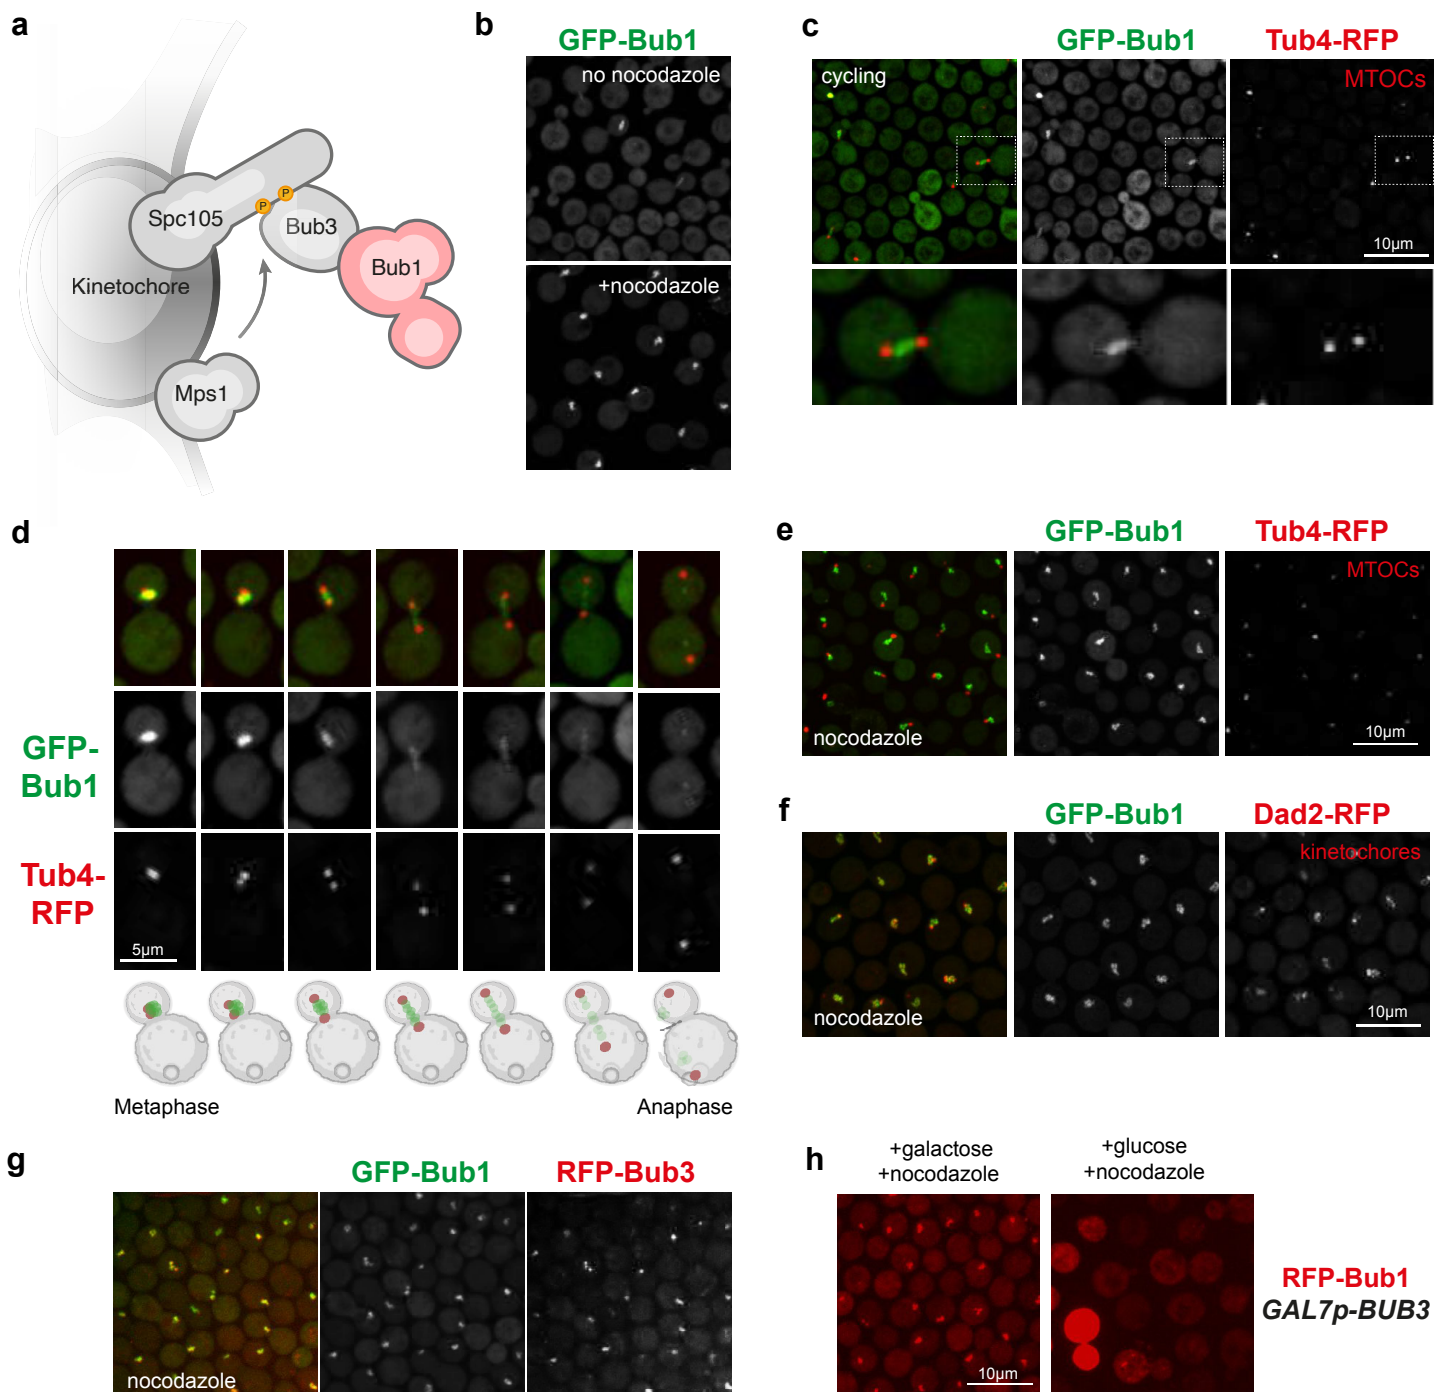 a
Spc105
P
P
Bub3
Bub1
Kinetochore
Mps1
b
GFP-Bub1
no nocodazole
+nocodazole
c
GFP-Bub1
Tub4-RFP
cycling
MTOCs
10μm
d
GFP-
Bub1
Tub4-
RFP
5μm
Metaphase
Anaphase
e
GFP-Bub1
Tub4-RFP
MTOCs
nocodazole
10μm
f
GFP-Bub1
Dad2-RFP
kinetochores
nocodazole
10μm
g
GFP-Bub1
RFP-Bub3
nocodazole
h
+galactose
+nocodazole
+glucose
+nocodazole
10μm
RFP-Bub1
GAL7p-BUB3